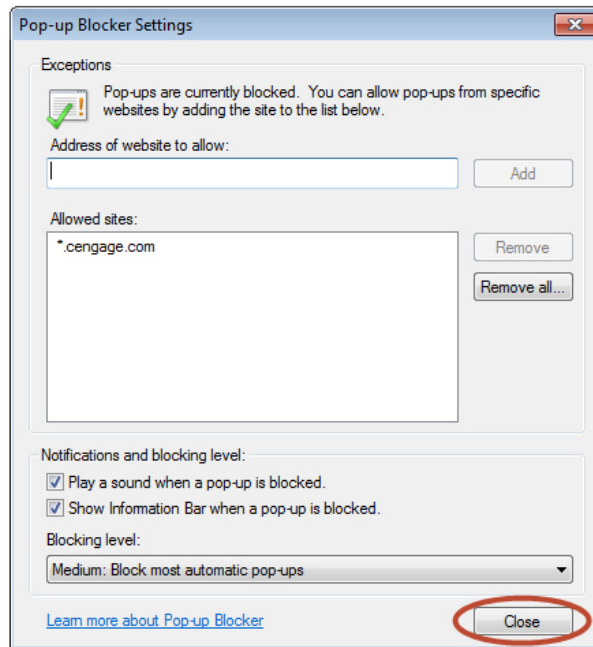 Pop-up Blocker Settings
Exceptions
Pop-ups are currently blocked. You can allow pop-ups from specific
websites by adding the site to the list below.
Address of website to allow:
Add
Allowed sites:
*.cengage.com
Remove
Remove all...
Notifications and blocking level:
Play a sound when a pop-up is blocked.
Show Information Bar when a pop-up is blocked.
Blocking level:
Medium: Block most automatic pop-ups
Learn more about Pop-up Blocker
Close